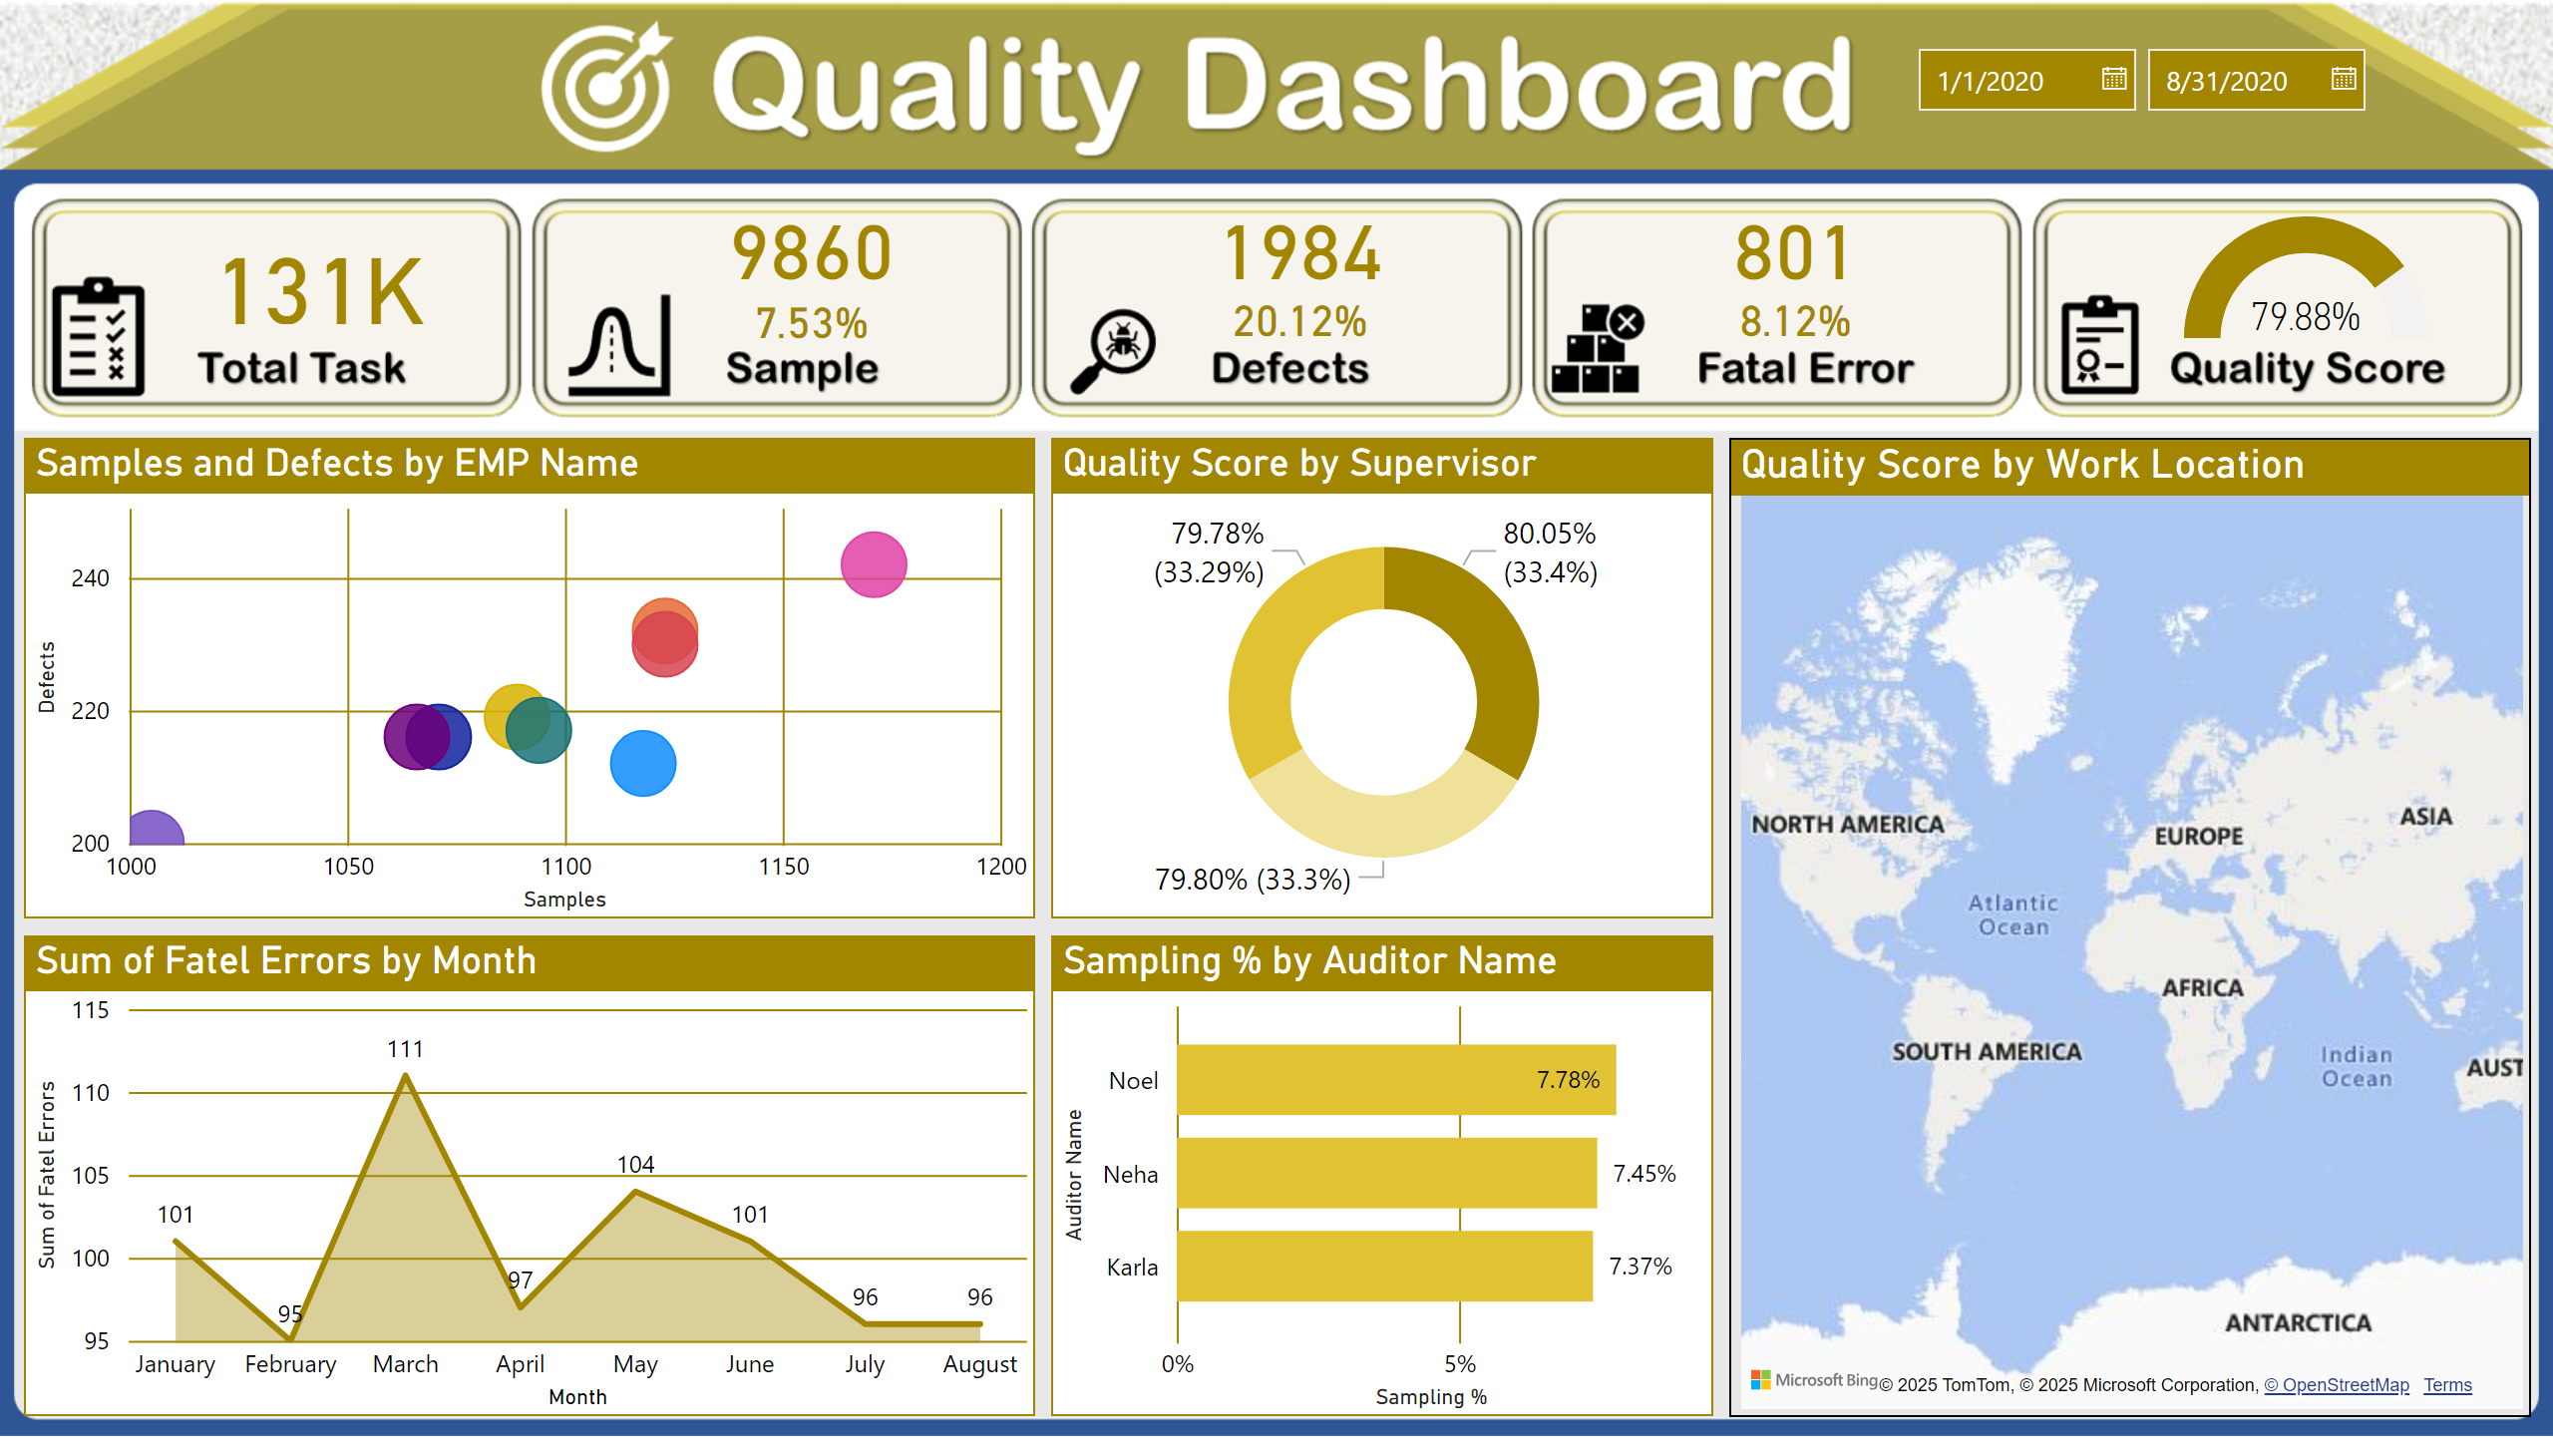 Quality Dashboard
1/1/2020
8/31/2020
131K
Total Task
9860
7.53%
Sample
1984
20.12%
Defects
801
8.12%
Fatal Error
79.88%
Quality Score
Samples and Defects by EMP Name
Defects
240
220
200
1000 1050 1100 1150 1200
Samples
Quality Score by Supervisor
79.78%
(33.29%)
80.05%
(33.4%)
79.80% (33.3%)
Quality Score by Work Location
NORTH AMERICA
EUROPE
ASIA
Atlantic
Ocean
AFRICA
SOUTH AMERICA
Indian
Ocean
AUST
ANTARCTICA
Microsoft Bing
© 2025 TomTom, © 2025 Microsoft Corporation, © OpenStreetMap Terms
Sum of Fatel Errors by Month
Sum of Fatel Errors
115
110
105
100
95
101
95
111
97
104
101
96
96
January February March April May June July August
Month
Sampling % by Auditor Name
Auditor Name
Noel 7.78%
Neha 7.45%
Karla 7.37%
0% 5%
Sampling %